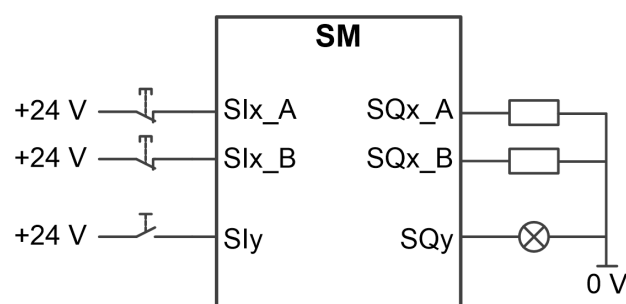 SM
+24 V SIx_A SQx_A
+24 V SIx_B SQx_B
+24 V SIy SQy
0 V